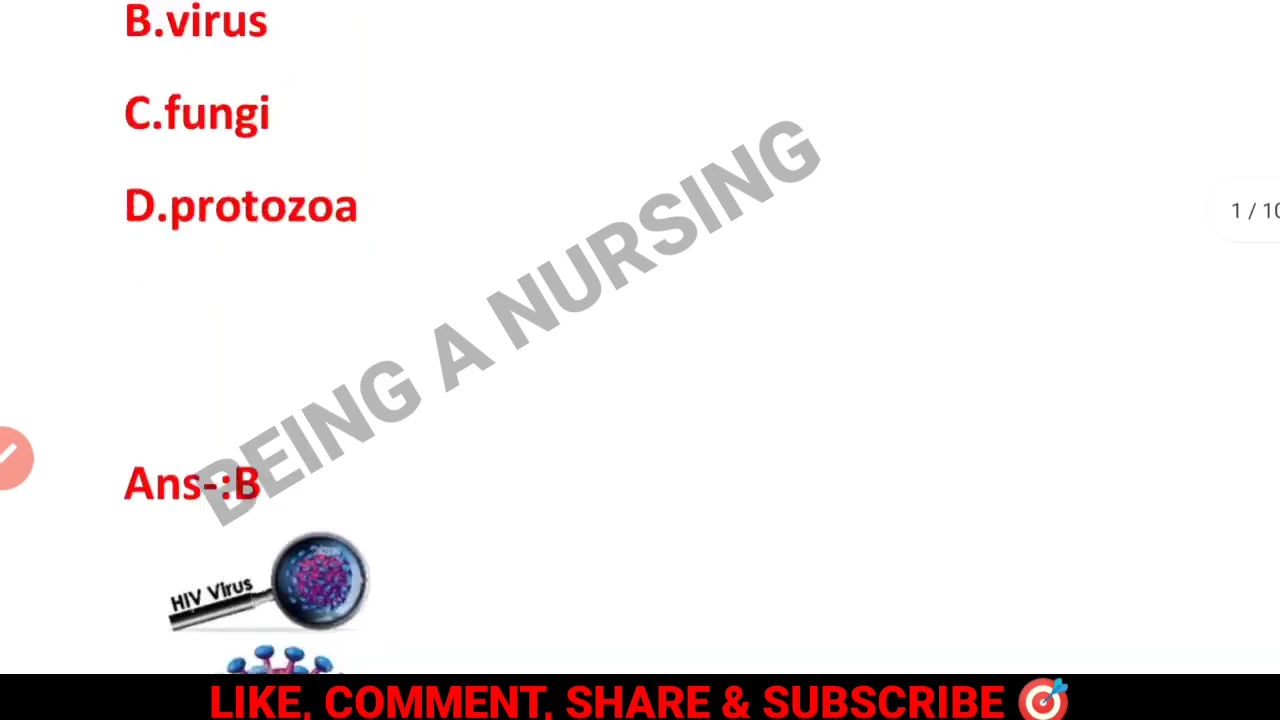 B.virus
C.fungi
D.protozoa
BEING A NURSING
1 / 10
Ans-:B
HIV Virus
LIKE, COMMENT, SHARE & SUBSCRIBE